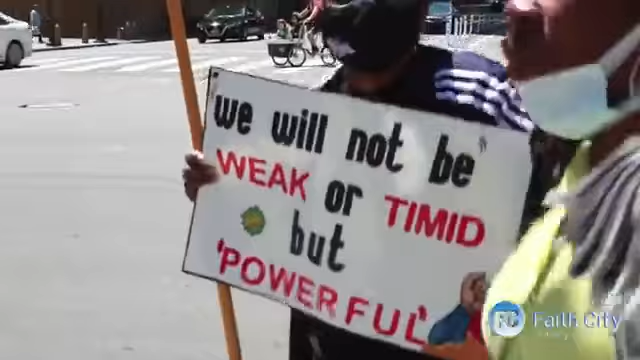 "we will not be"
WEAK or TIMID
but
'POWERFUL'
Faith City